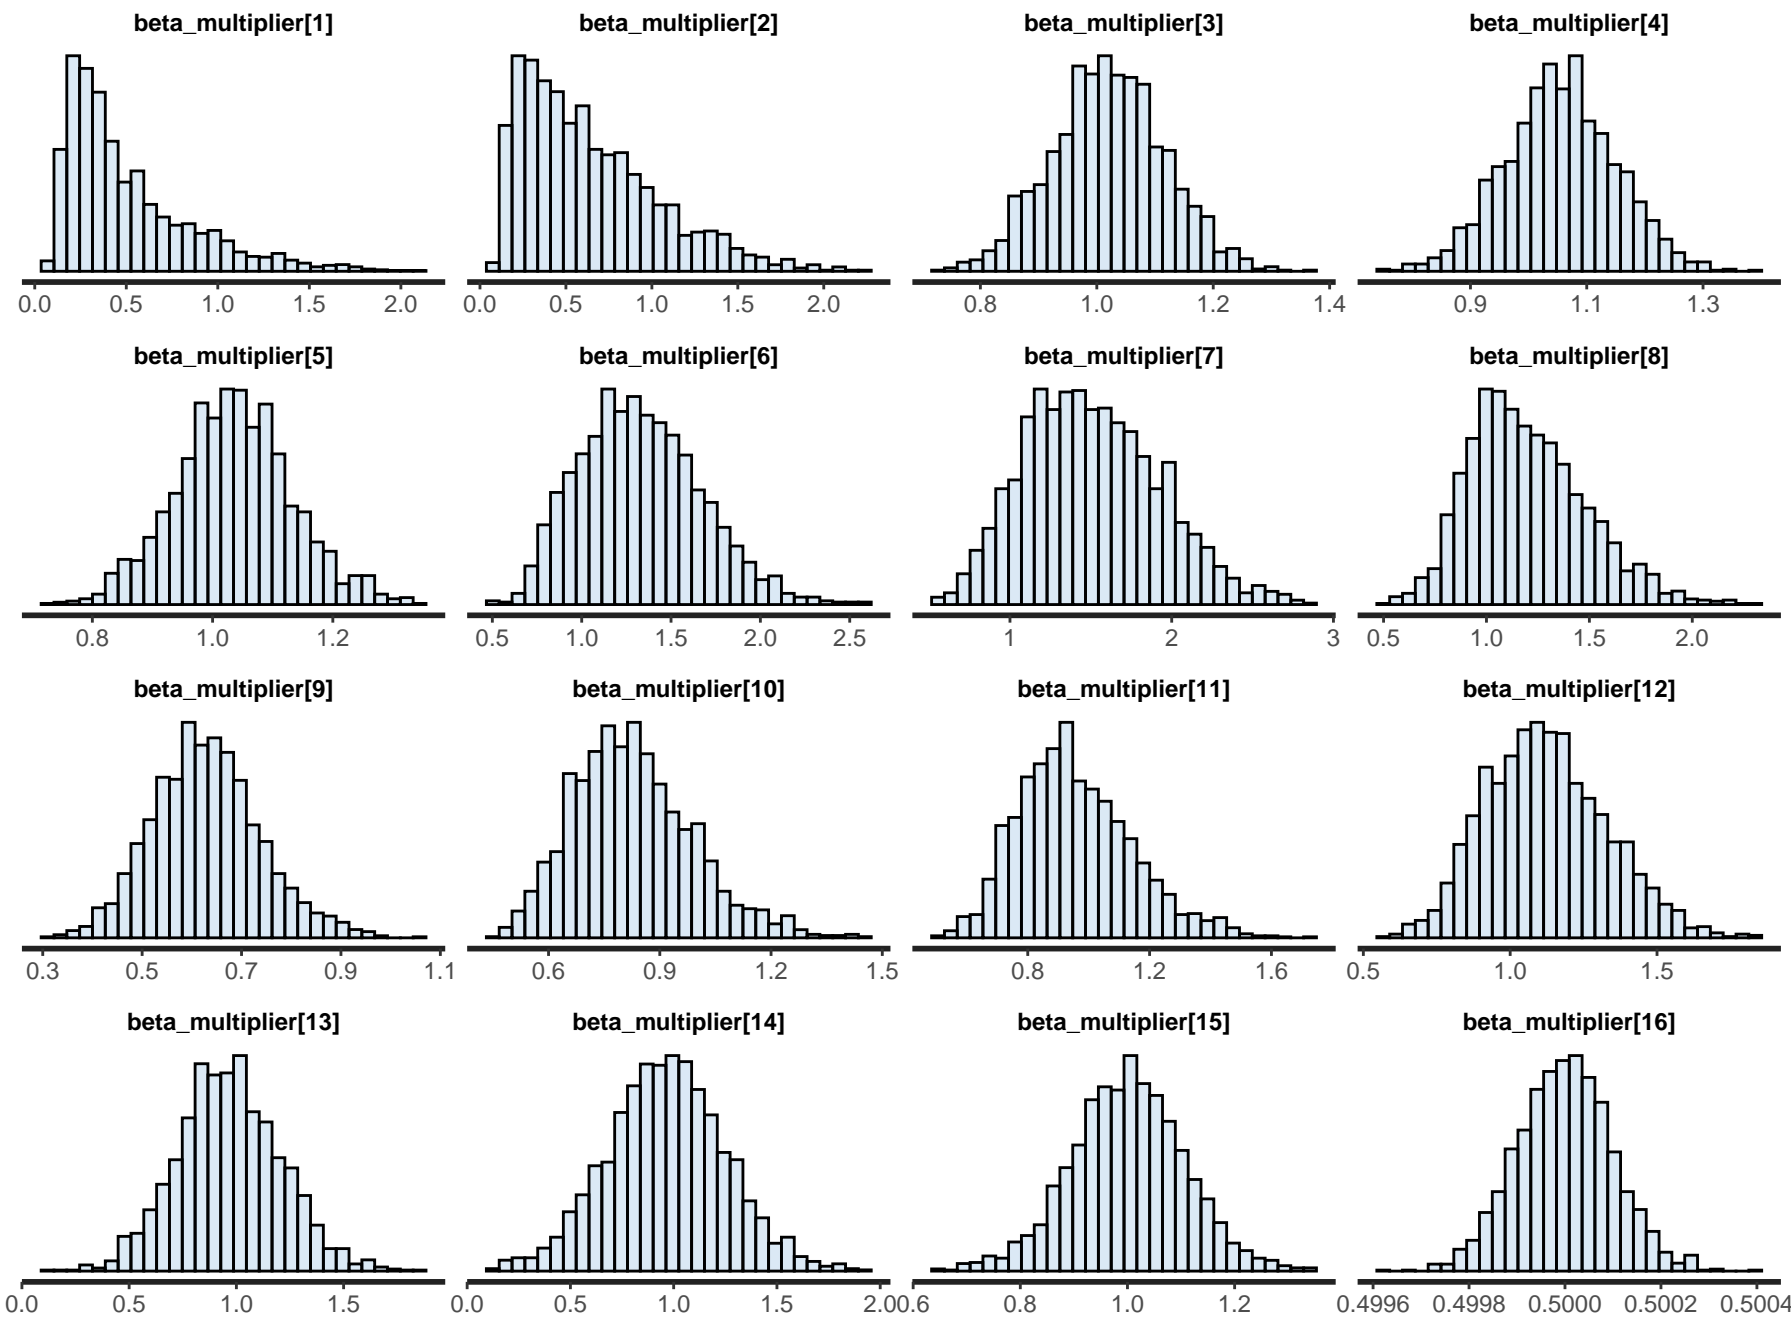 beta_multiplier[1] beta_multiplier[2] beta_multiplier[3] beta_multiplier[4]
0.0 0.5 1.0 1.5 2.0 0.0 0.5 1.0 1.5 2.0 0.8 1.0 1.2 1.4 0.9 1.1 1.3
beta_multiplier[5] beta_multiplier[6] beta_multiplier[7] beta_multiplier[8]
0.8 1.0 1.2 0.5 1.0 1.5 2.0 2.5 1 2 3 0.5 1.0 1.5 2.0
beta_multiplier[9] beta_multiplier[10] beta_multiplier[11] beta_multiplier[12]
0.3 0.5 0.7 0.9 1.1 0.6 0.9 1.2 1.5 0.8 1.2 1.6 0.5 1.0 1.5
beta_multiplier[13] beta_multiplier[14] beta_multiplier[15] beta_multiplier[16]
0.0 0.5 1.0 1.5 0.0 0.5 1.0 1.5 2.0 0.6 0.8 1.0 1.2 0.4996 0.4998 0.5000 0.5002 0.5004